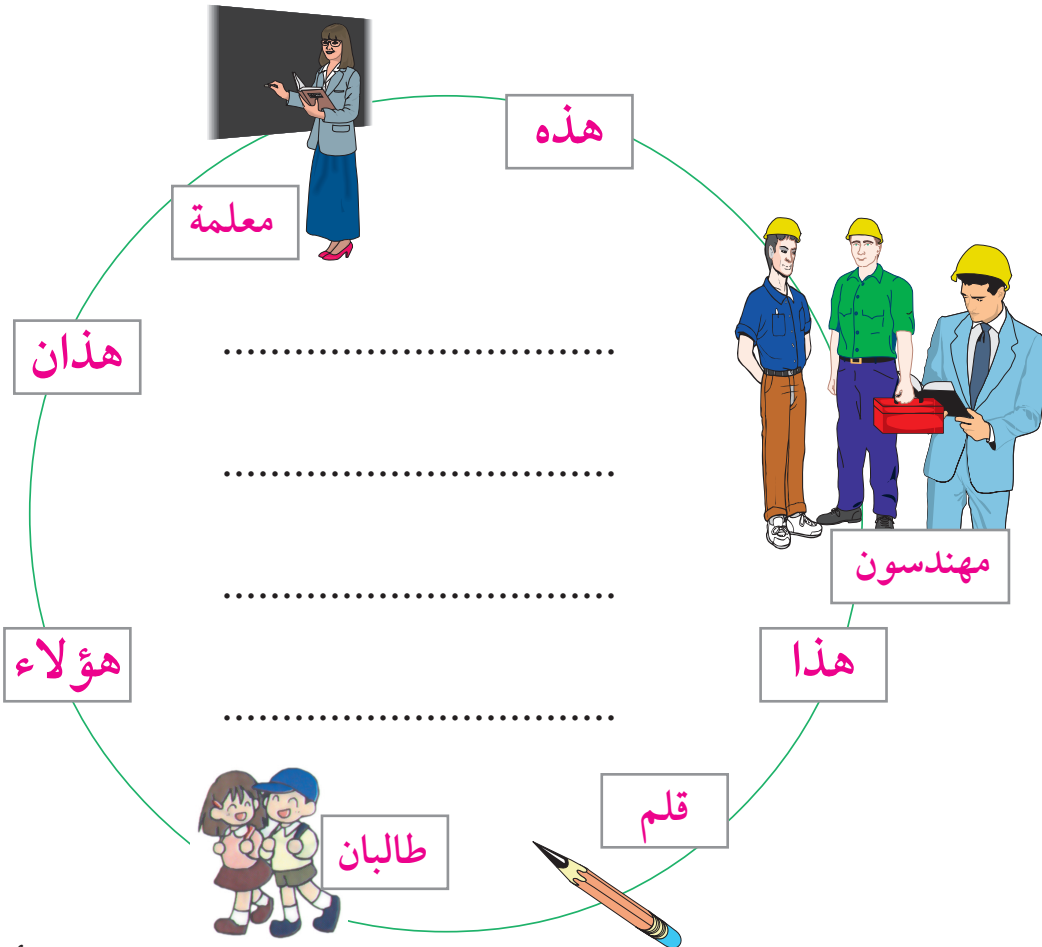 هذه
معلمة
هذان
مهندسون
هؤلاء
هذا
قلم
طالبان